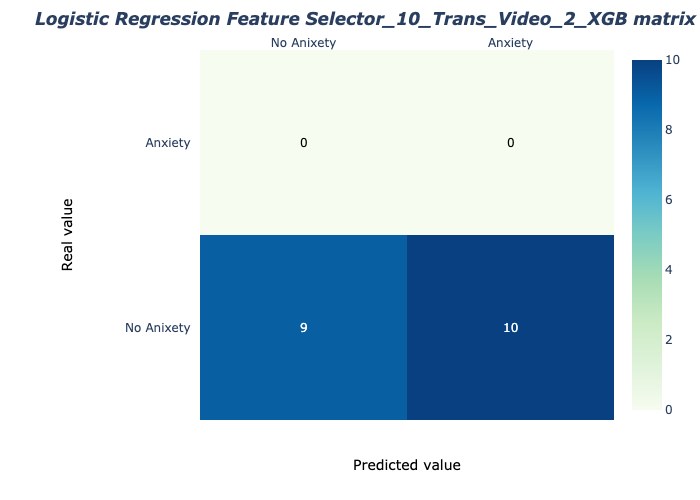 Logistic Regression Feature Selector_10_Trans_Video_2_XGB matrix
No Anixety Anxiety
10
8
6
4
2
0
Anxiety 0 0
No Anixety 9 10
Real value
Predicted value